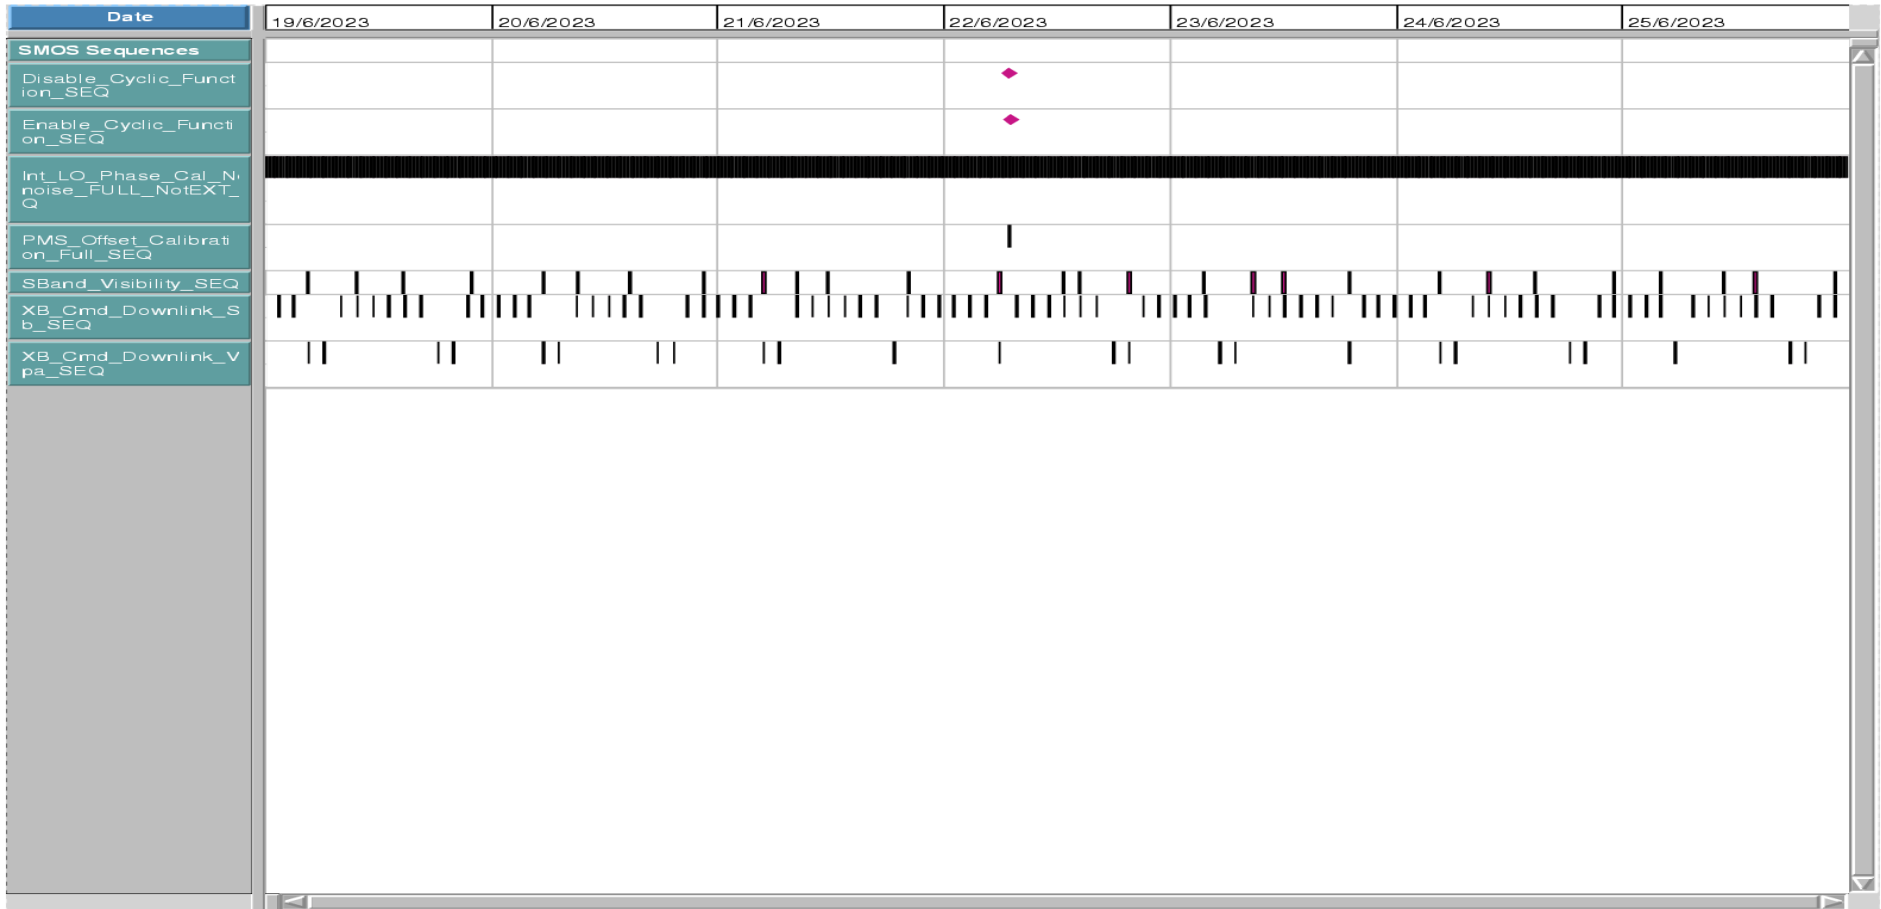 Date
19/6/2023 20/6/2023 21/6/2023 22/6/2023 23/6/2023 24/6/2023 25/6/2023
SMOS Sequences
Disable_Cyclic_Funct
ion_SEQ
Enable_Cyclic_Functi
on_SEQ
Int_LO_Phase_Cal_N
noise_FULL_NotEXT_
Q
PMS_Offset_Calibrati
on_Full_SEQ
SBand_Visibility_SEQ
XB_Cmd_Downlink_S
b_SEQ
XB_Cmd_Downlink_V
pa_SEQ